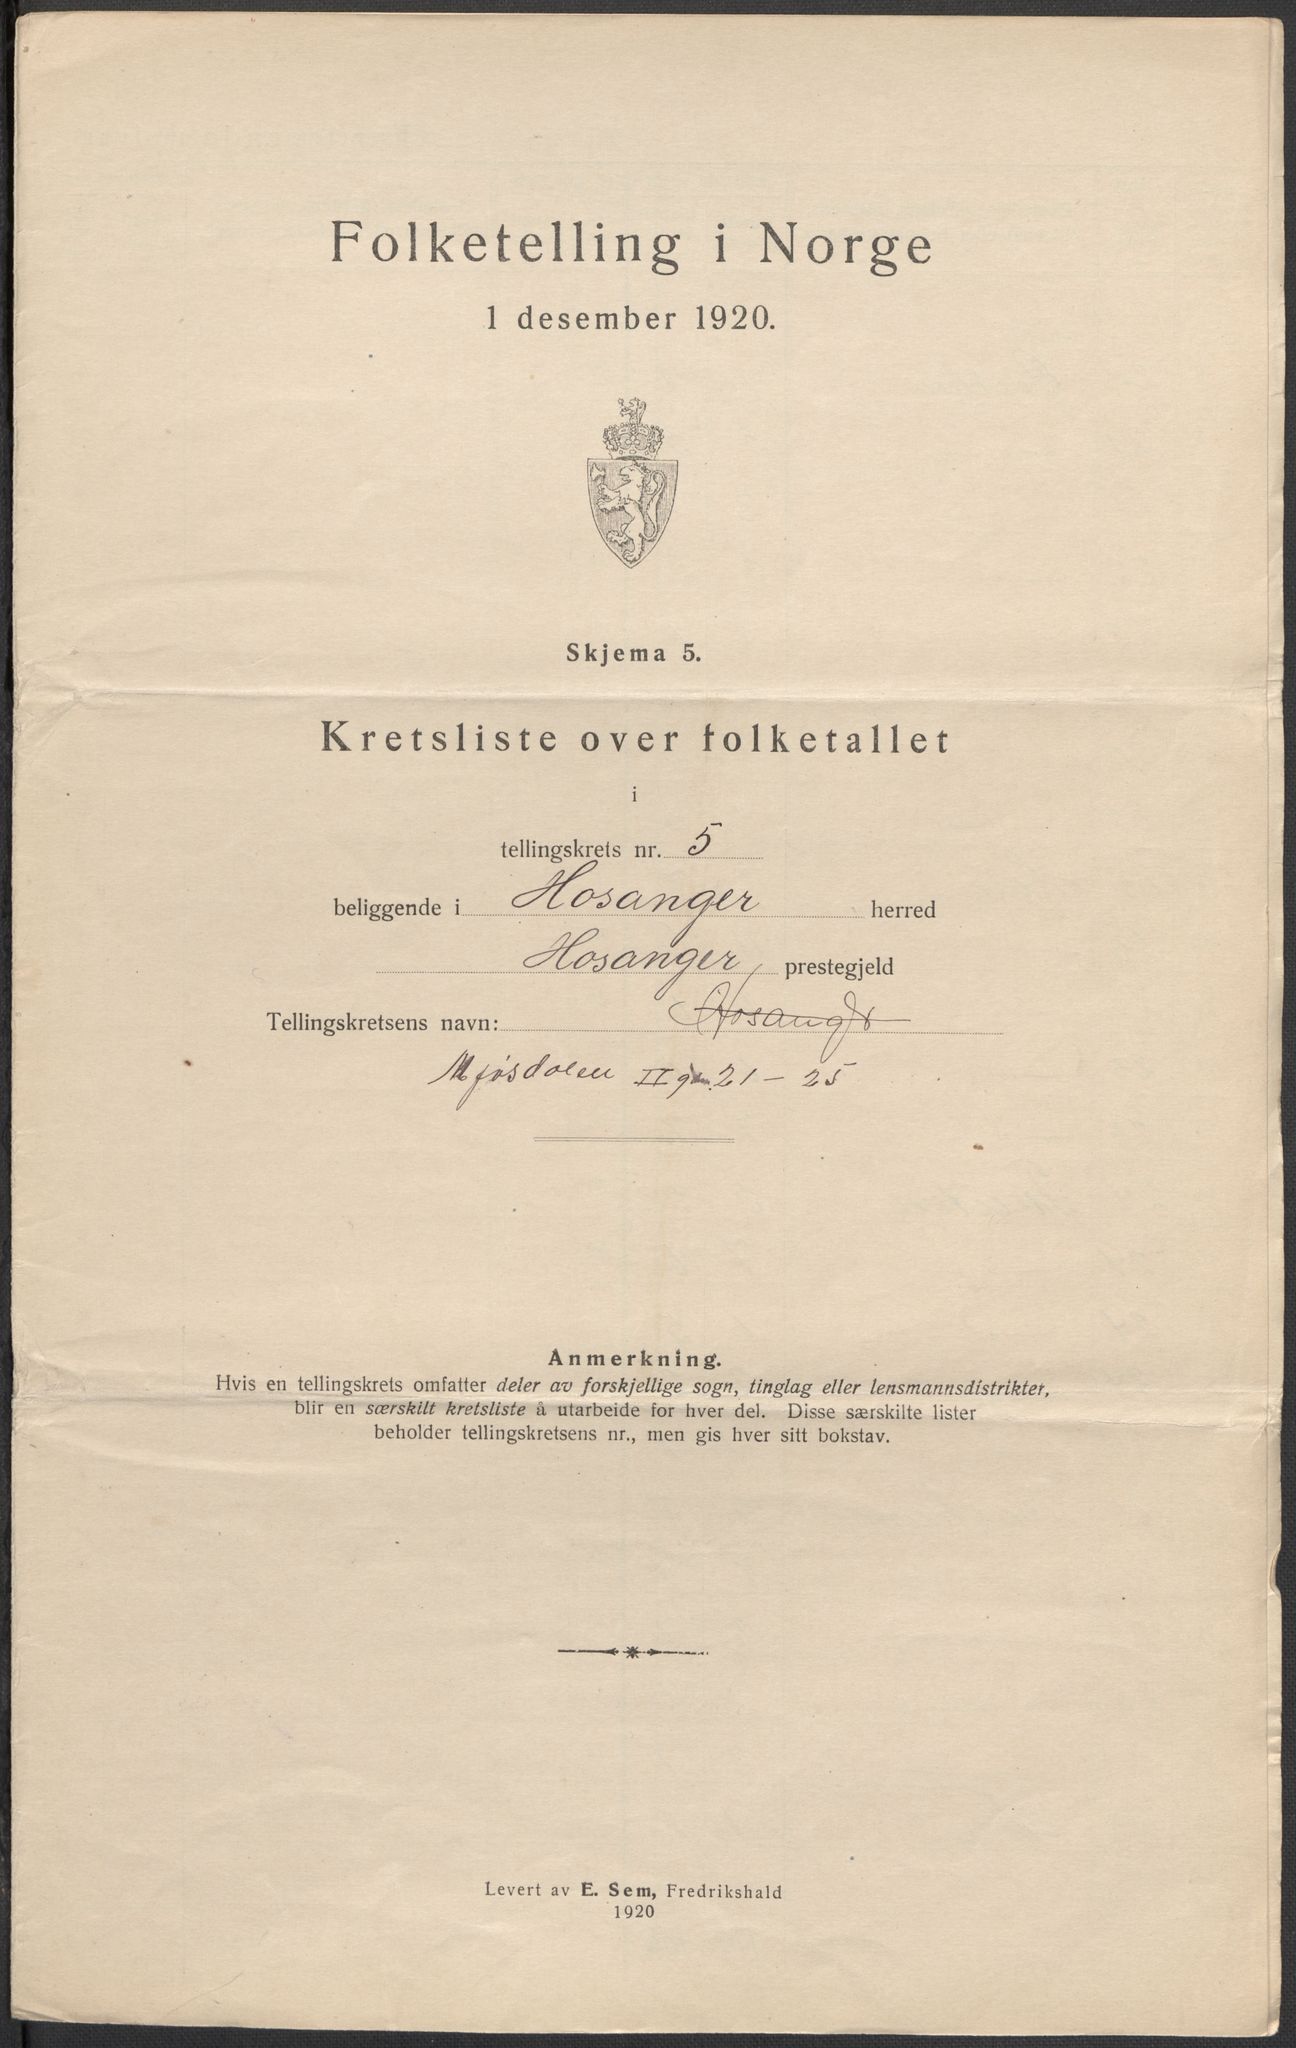 Folketelling i Norge
1 desember 1920.
Skjema 5.
Kretsliste over folketallet
i
tellingskrets nr. 5
beliggende i Hosanger herred
Hosanger prestegjeld
Tellingskretsens navn: Hosangr
Mjøsdalen II 21 – 25
Anmerkning.
Hvis en tellingskrets omfatter deler av forskjellige sogn, tinglag eller lensmannsdistrikter,
blir en særskilt kretsliste å utarbeide for hver del. Disse særskilte lister
beholder tellingskretsens nr., men gis hver sitt bokstav.
Levert av E. Sem, Fredrikshald
1920